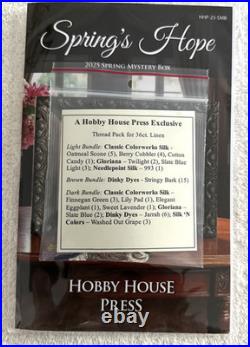 HHP-25-SMB
Spring's Hope
2025 SPRING MYSTERY BOX
A Hobby House Press Exclusive
Thread Pack for 36ct. Linen
Light Bundle: Classic Colorworks Silk -
Oatmeal Scone (5), Berry Cobbler (4), Cotton
Candy (1); Gloriana – Twilight (2), Slate Blue
Light (3); Needlepoint Silk – 993 (1)
Brown Bundle: Dinky Dyes - Stringy Bark (15)
Dark Bundle: Classic Colorworks Silk –
Finnegan Green (3), Lily Pad (1), Elegant
Eggplant (1), Sweet Lavender (1); Gloriana –
Slate Blue (2); Dinky Dyes – Jarrah (6); Silk 'N
Colors – Washed Out Grape (3)
HOBBY HOUSE
PRESS